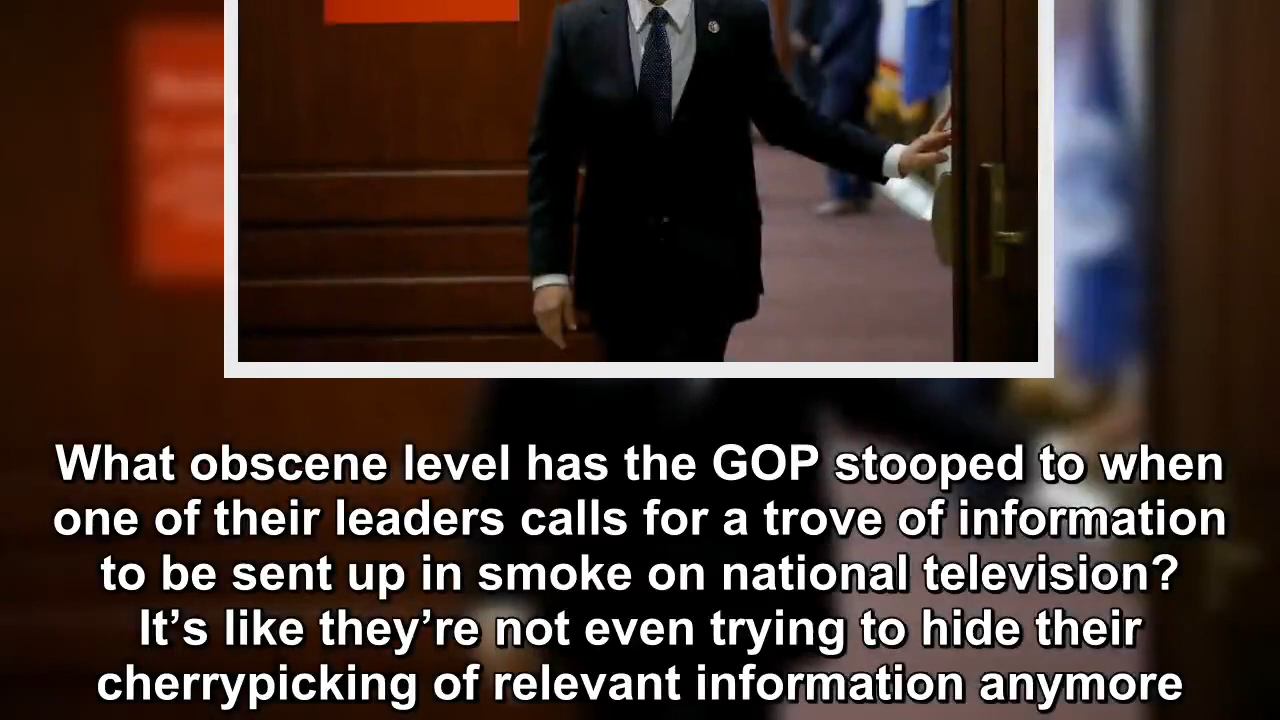 What obscene level has the GOP stooped to when
one of their leaders calls for a trove of information
to be sent up in smoke on national television?
It’s like they’re not even trying to hide their
cherrypicking of relevant information anymore